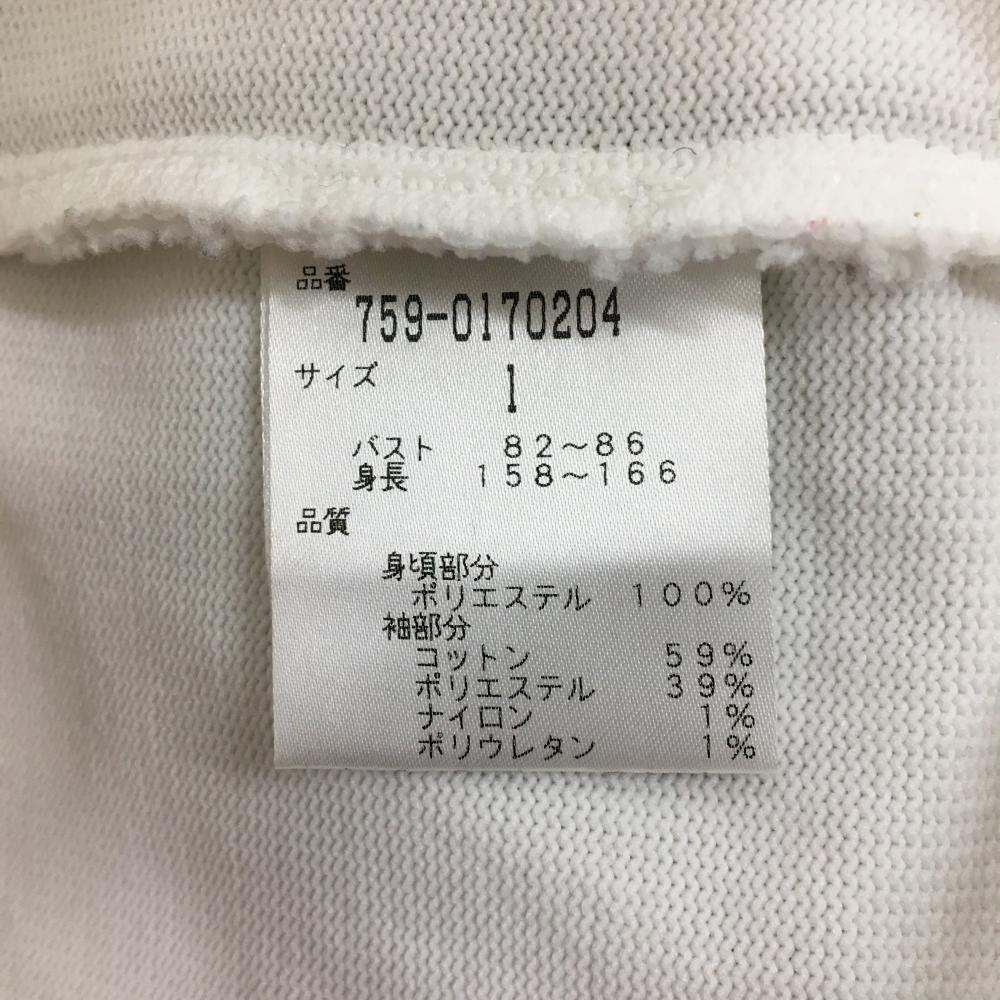 品番
759-0170204
サイズ 1
バスト 82～86
身長 158～166
品質
身頃部分
ポリエステル 100%
袖部分
コットン 59%
ポリエステル 39%
ナイロン 1%
ポリウレタン 1%